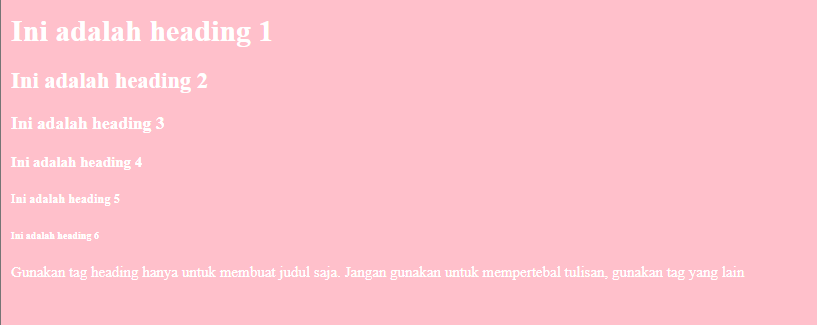 Ini adalah heading 1
Ini adalah heading 2
Ini adalah heading 3
Ini adalah heading 4
Ini adalah heading 5
Ini adalah heading 6
Gunakan tag heading hanya untuk membuat judul saja. Jangan gunakan untuk mempertebal tulisan, gunakan tag yang lain